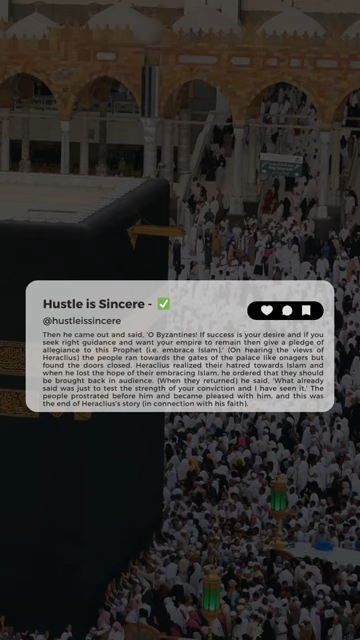 Hustle is Sincere - ✅
@hustleissincere
Then he came out and said, 'O Byzantines! If success is your desire and if you
seek right guidance and want your empire to remain then give a pledge of
allegiance to this Prophet (i.e. embrace Islam).' (On hearing the views of
Heraclius) the people ran towards the gates of the palace like onagers but
found the doors closed. Heraclius realized their hatred towards Islam and
when he lost the hope of their embracing Islam, he ordered that they should
be brought back in audience. (When they returned) he said, 'What already
said was just to test the strength of your conviction and I have seen it.' The
people prostrated before him and became pleased with him, and this was
the end of Heraclius's story (in connection with his faith).